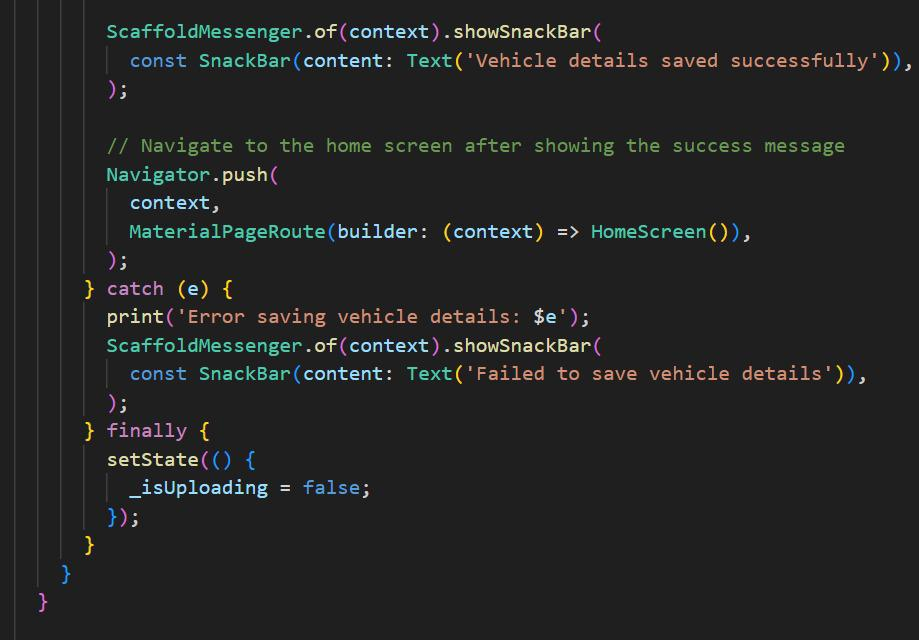 ScaffoldMessenger.of(context).showSnackBar(
const SnackBar(content: Text('Vehicle details saved successfully')),
);
// Navigate to the home screen after showing the success message
Navigator.push(
context,
MaterialPageRoute(builder: (context) => HomeScreen()),
);
} catch (e) {
print('Error saving vehicle details: $e');
ScaffoldMessenger.of(context).showSnackBar(
const SnackBar(content: Text('Failed to save vehicle details')),
);
} finally {
setState(() {
_isUploading = false;
});
}
}
}